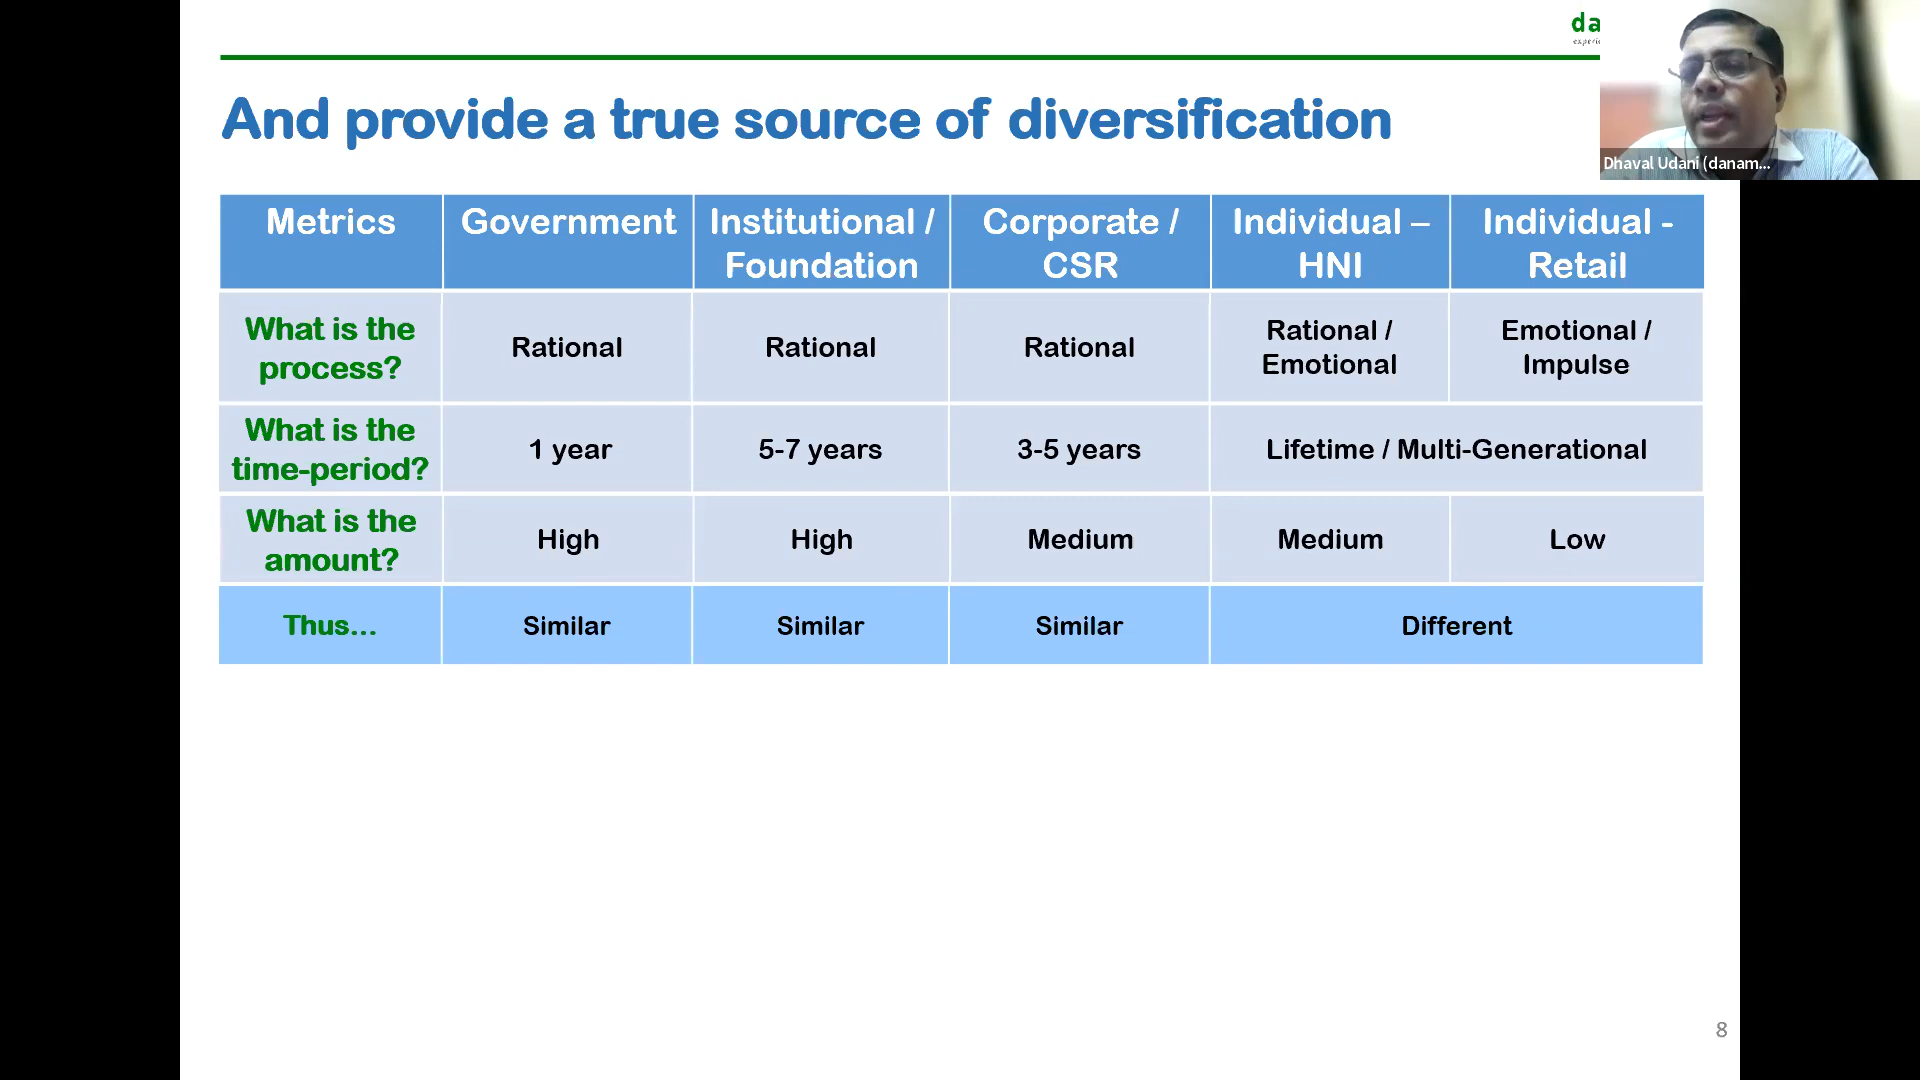 da
And provide a true source of diversification
Dhaval Udani (danam...
Metrics
Government
Institutional /
Foundation
Corporate /
CSR
Individual –
HNI
Individual -
Retail
What is the
process?
Rational
Rational
Rational
Rational /
Emotional
Emotional /
Impulse
What is the
time-period?
1 year
5-7 years
3-5 years
Lifetime / Multi-Generational
What is the
amount?
High
High
Medium
Medium
Low
Thus...
Similar
Similar
Similar
Different
8